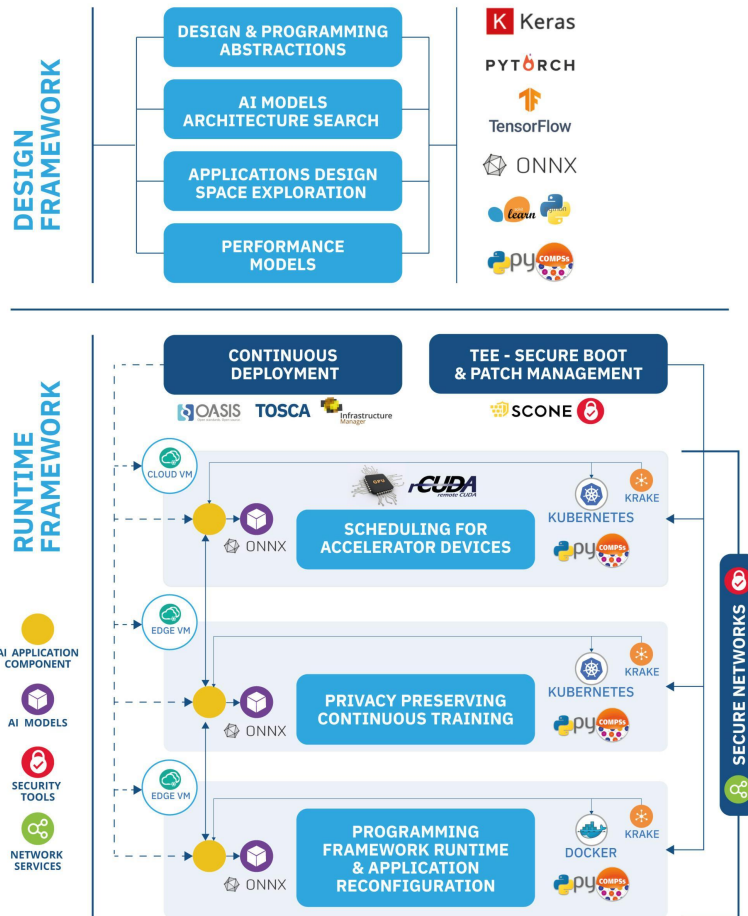 DESIGN
FRAMEWORK
DESIGN & PROGRAMMING
ABSTRACTIONS
AI MODELS
ARCHITECTURE SEARCH
APPLICATIONS DESIGN
SPACE EXPLORATION
PERFORMANCE
MODELS
Keras
PYTORCH
TensorFlow
ONNX
learn
py COMPSs
RUNTIME
FRAMEWORK
CONTINUOUS
DEPLOYMENT
TEE - SECURE BOOT
& PATCH MANAGEMENT
OASIS
TOSCA
Infrastructure
Manager
SCONE
CLOUD VM
GPU
rCUDA
remote CUDA
KUBERNETES
KRAKE
ONNX
SCHEDULING FOR
ACCELERATOR DEVICES
py COMPSs
EDGE VM
KUBERNETES
KRAKE
ONNX
PRIVACY PRESERVING
CONTINUOUS TRAINING
py COMPSs
EDGE VM
DOCKER
KRAKE
ONNX
PROGRAMMING
FRAMEWORK RUNTIME
& APPLICATION
RECONFIGURATION
py COMPSs
SECURE NETWORKS
AI APPLICATION
COMPONENT
AI MODELS
SECURITY
TOOLS
NETWORK
SERVICES